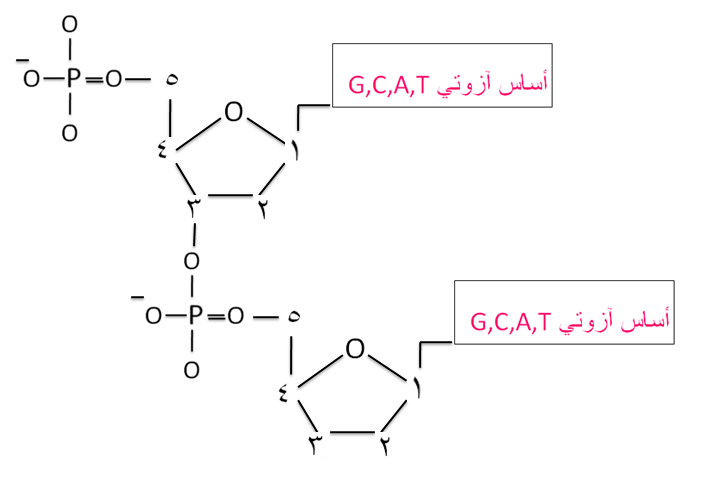 O
−
O P O ٥
أساس آزوتي G,C,A,T
O
O
٤ ١
٣ ٢
O
−
O P O ٥
أساس آزوتي G,C,A,T
O
O
٤ ١
٣ ٢